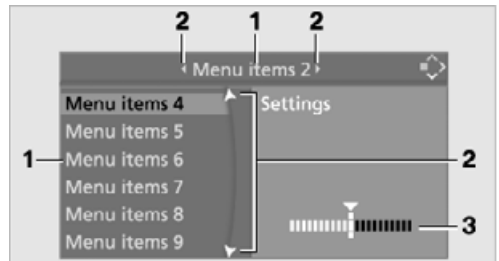 2 1 2
Menu items 2
Menu items 4 Settings
Menu items 5
1 Menu items 6 2
Menu items 7
Menu items 8 3
Menu items 9